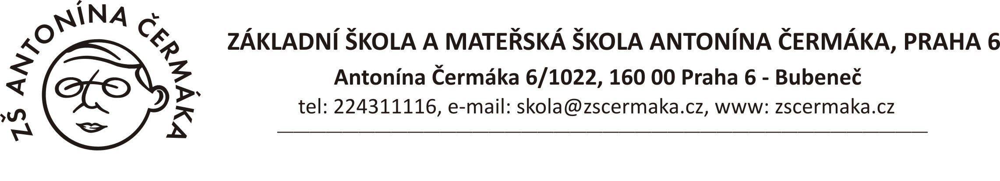 ZŠ ANTONÍNA ČERMÁKA
ZÁKLADNÍ ŠKOLA A MATEŘSKÁ ŠKOLA ANTONÍNA ČERMÁKA, PRAHA 6
Antonína Čermáka 6/1022, 160 00 Praha 6 - Bubeneč
tel: 224311116, e-mail: skola@zscermaka.cz, www: zscermaka.cz